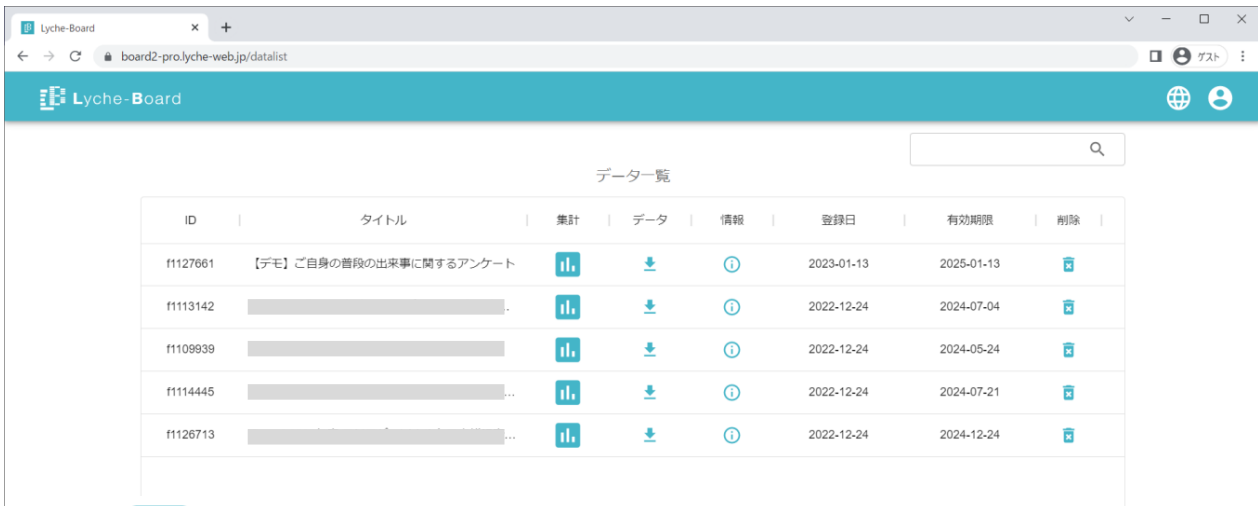 Lyche-Board
board2-pro.lyche-web.jp/datalist
ゲスト
Lyche-Board
データ一覧
ID タイトル 集計 データ 情報 登録日 有効期限 削除
f1127661 【デモ】ご自身の普段の出来事に関するアンケート 2023-01-13 2025-01-13
f1113142 2022-12-24 2024-07-04
f1109939 2022-12-24 2024-05-24
f1114445 ... 2022-12-24 2024-07-21
f1126713 ... 2022-12-24 2024-12-24